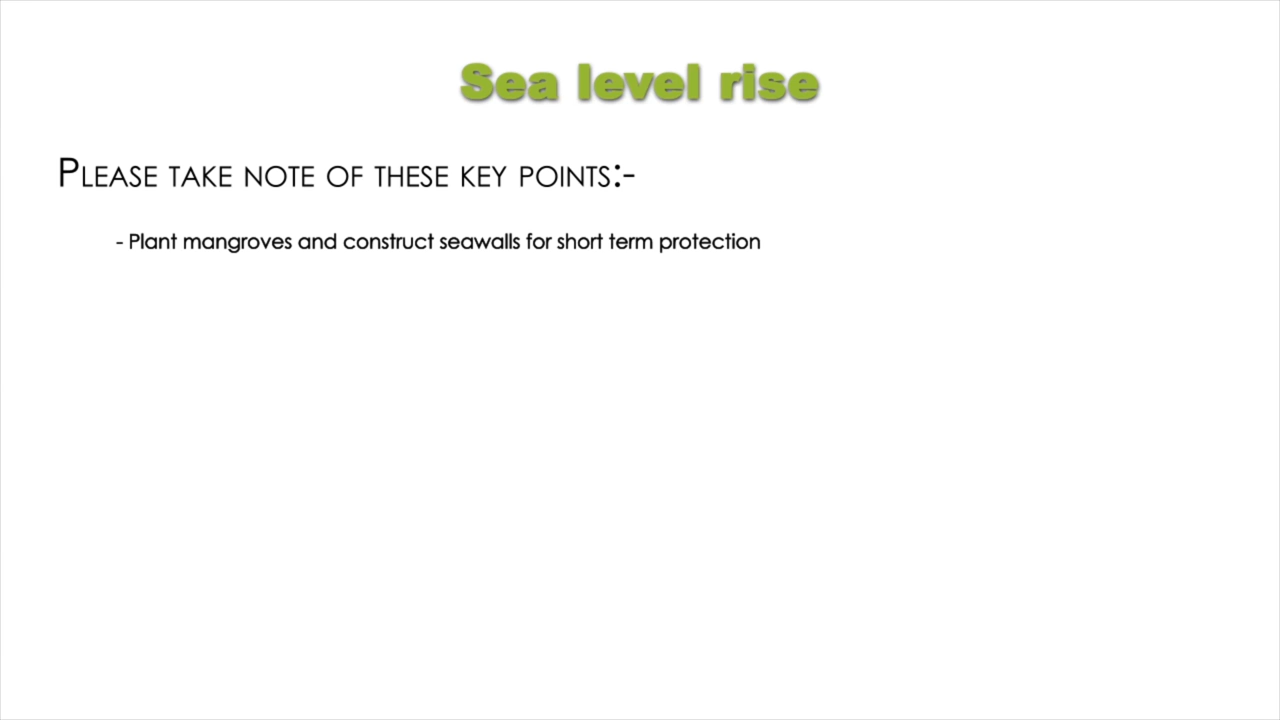 Sea level rise
Please take note of these key points:-
- Plant mangroves and construct seawalls for short term protection